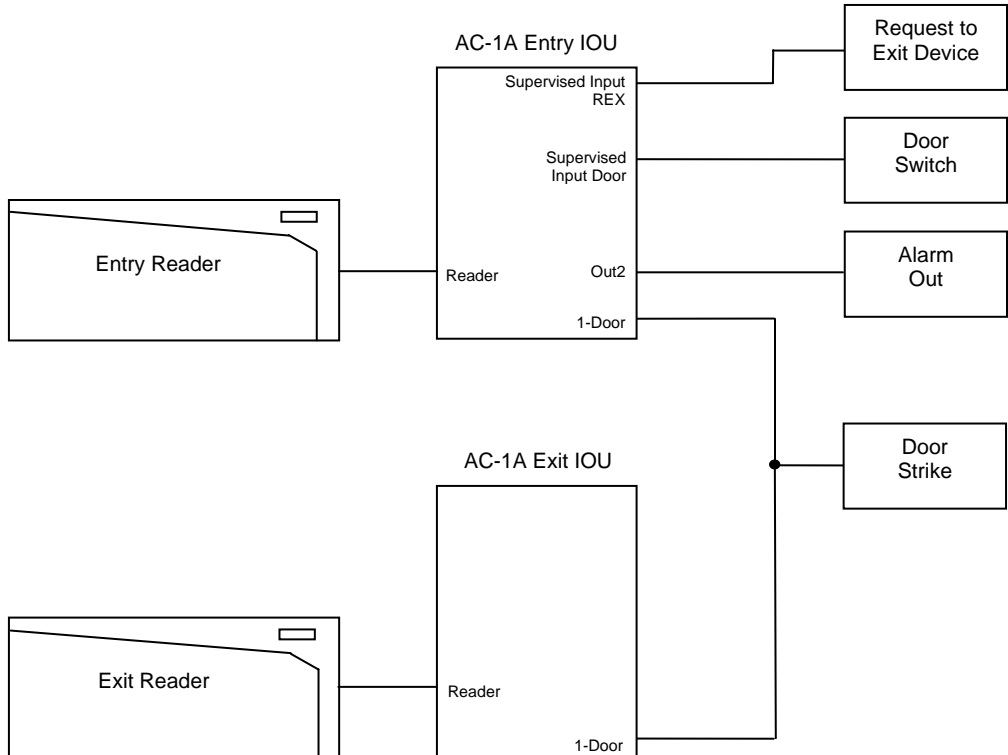 Request to
Exit Device
AC-1A Entry IOU
Supervised Input
REX
Door
Switch
Supervised
Input Door
Entry Reader
Reader
Out2
Alarm
Out
1-Door
AC-1A Exit IOU
Door
Strike
Exit Reader
Reader
1-Door